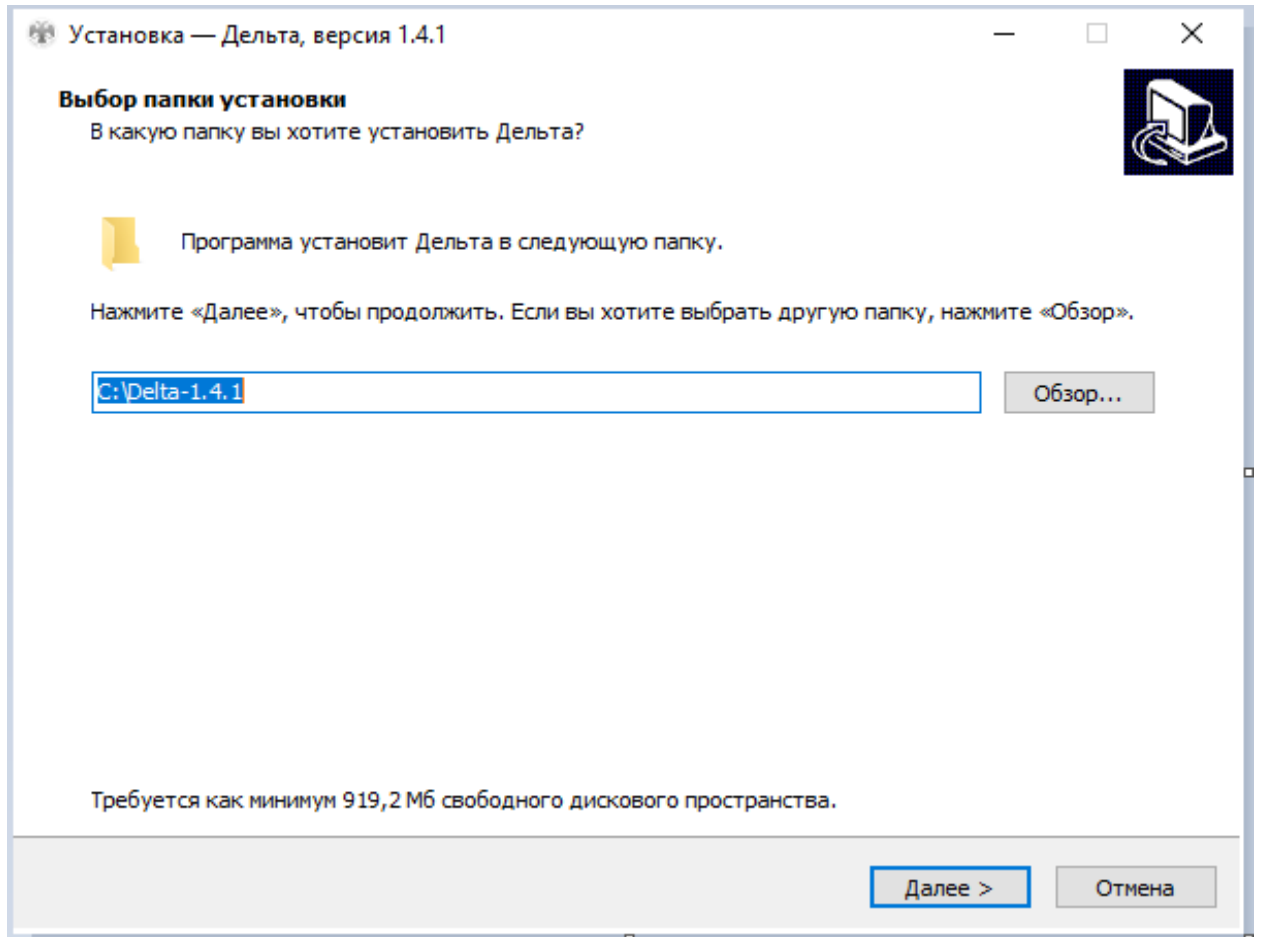 Установка — Дельта, версия 1.4.1
Выбор папки установки
В какую папку вы хотите установить Дельта?
Программа установит Дельта в следующую папку.
Нажмите «Далее», чтобы продолжить. Если вы хотите выбрать другую папку, нажмите «Обзор».
C:\Delta-1.4.1
Обзор...
Требуется как минимум 919,2 Мб свободного дискового пространства.
Далее >
Отмена